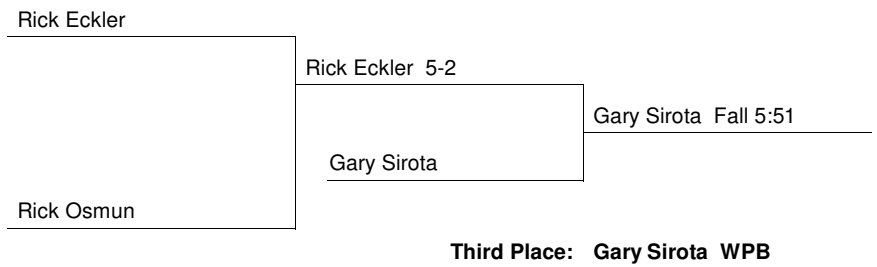 Rick Eckler
Rick Eckler 5-2
Gary Sirota Fall 5:51
Gary Sirota
Rick Osmun
Third Place: Gary Sirota WPB